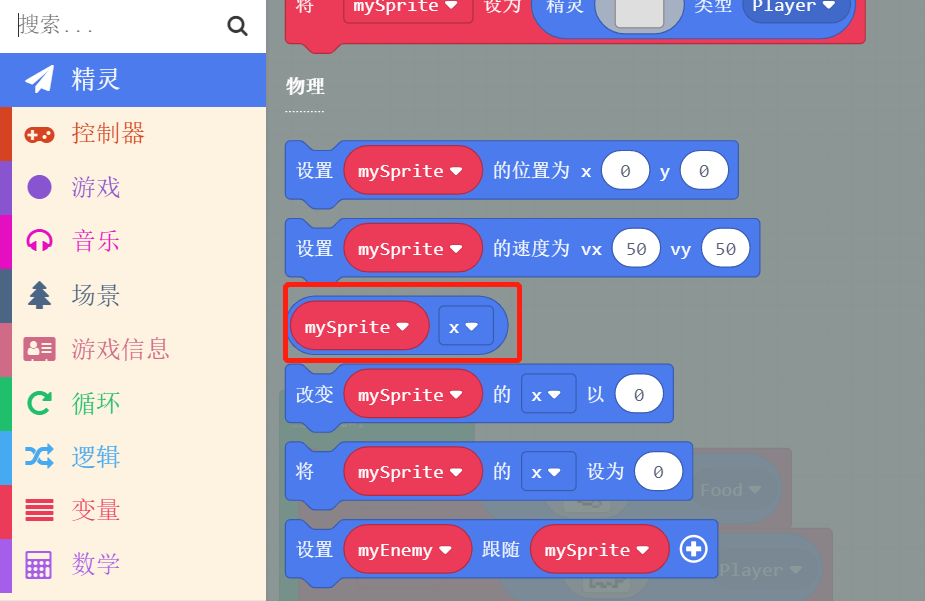 搜索...
精灵
控制器
游戏
音乐
场景
游戏信息
循环
逻辑
变量
数学
将 mySprite 设为 精灵 类型 Player
物理
设置 mySprite 的位置为 x 0 y 0
设置 mySprite 的速度为 vx 50 vy 50
mySprite x
改变 mySprite 的 x 以 0
将 mySprite 的 x 设为 0
设置 myEnemy 跟随 mySprite
Food
Player